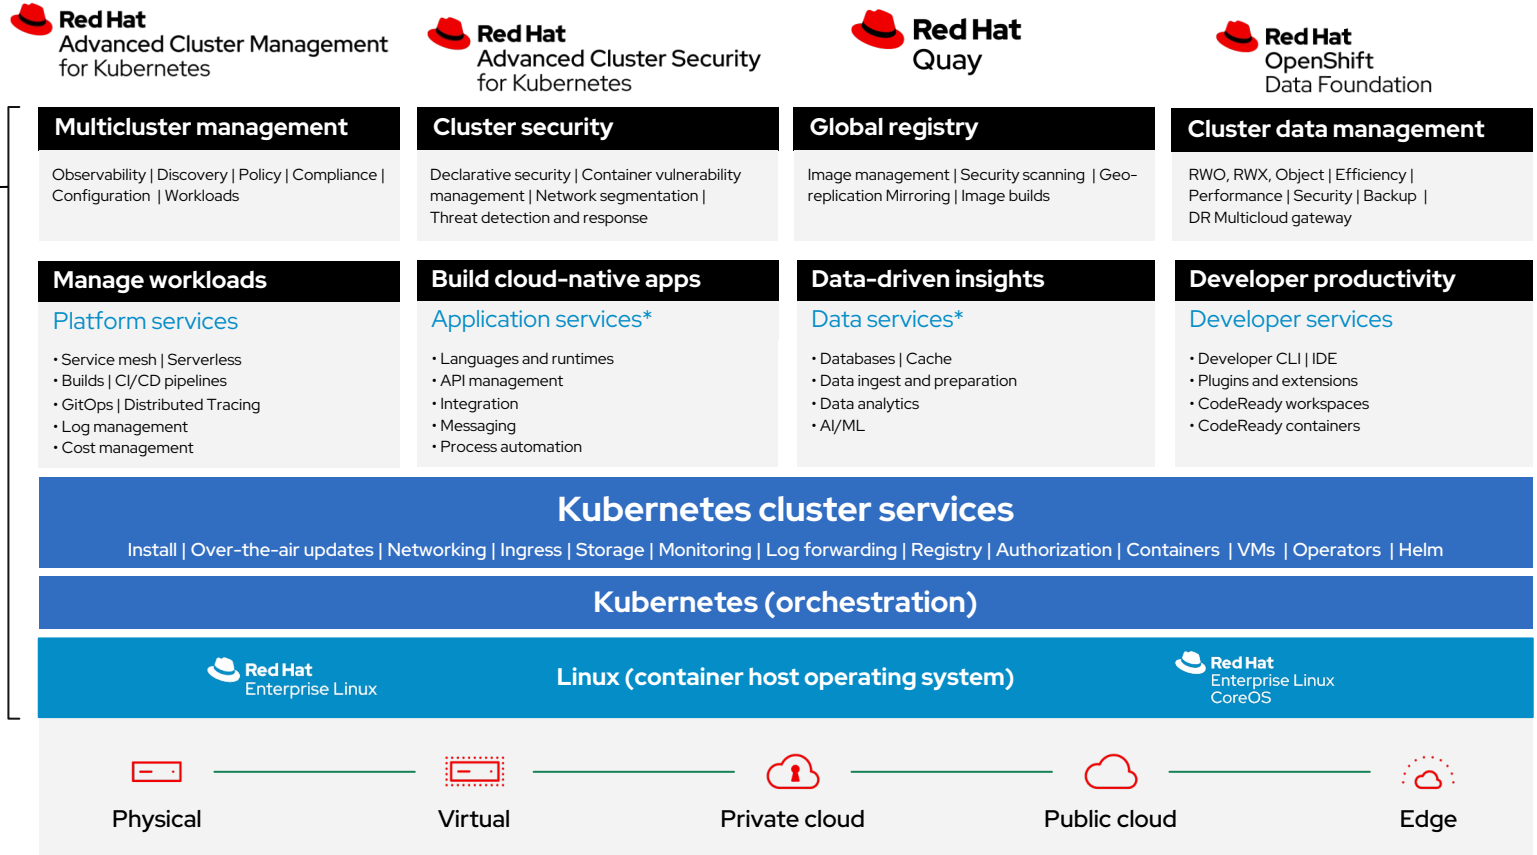 Red Hat
Advanced Cluster Management
for Kubernetes
Red Hat
Advanced Cluster Security
for Kubernetes
Red Hat
Quay
Red Hat
OpenShift
Data Foundation
Multicluster management
Observability | Discovery | Policy | Compliance |
Configuration | Workloads
Cluster security
Declarative security | Container vulnerability
management | Network segmentation |
Threat detection and response
Global registry
Image management | Security scanning | Geo-
replication Mirroring | Image builds
Cluster data management
RWO, RWX, Object | Efficiency |
Performance | Security | Backup |
DR Multicloud gateway
Manage workloads
Platform services
• Service mesh | Serverless
• Builds | CI/CD pipelines
• GitOps | Distributed Tracing
• Log management
• Cost management
Build cloud-native apps
Application services*
• Languages and runtimes
• API management
• Integration
• Messaging
• Process automation
Data-driven insights
Data services*
• Databases | Cache
• Data ingest and preparation
• Data analytics
• AI/ML
Developer productivity
Developer services
• Developer CLI | IDE
• Plugins and extensions
• CodeReady workspaces
• CodeReady containers
Kubernetes cluster services
Install | Over-the-air updates | Networking | Ingress | Storage | Monitoring | Log forwarding | Registry | Authorization | Containers | VMs | Operators | Helm
Kubernetes (orchestration)
Red Hat
Enterprise Linux
Linux (container host operating system)
Red Hat
Enterprise Linux
CoreOS
Physical
Virtual
Private cloud
Public cloud
Edge